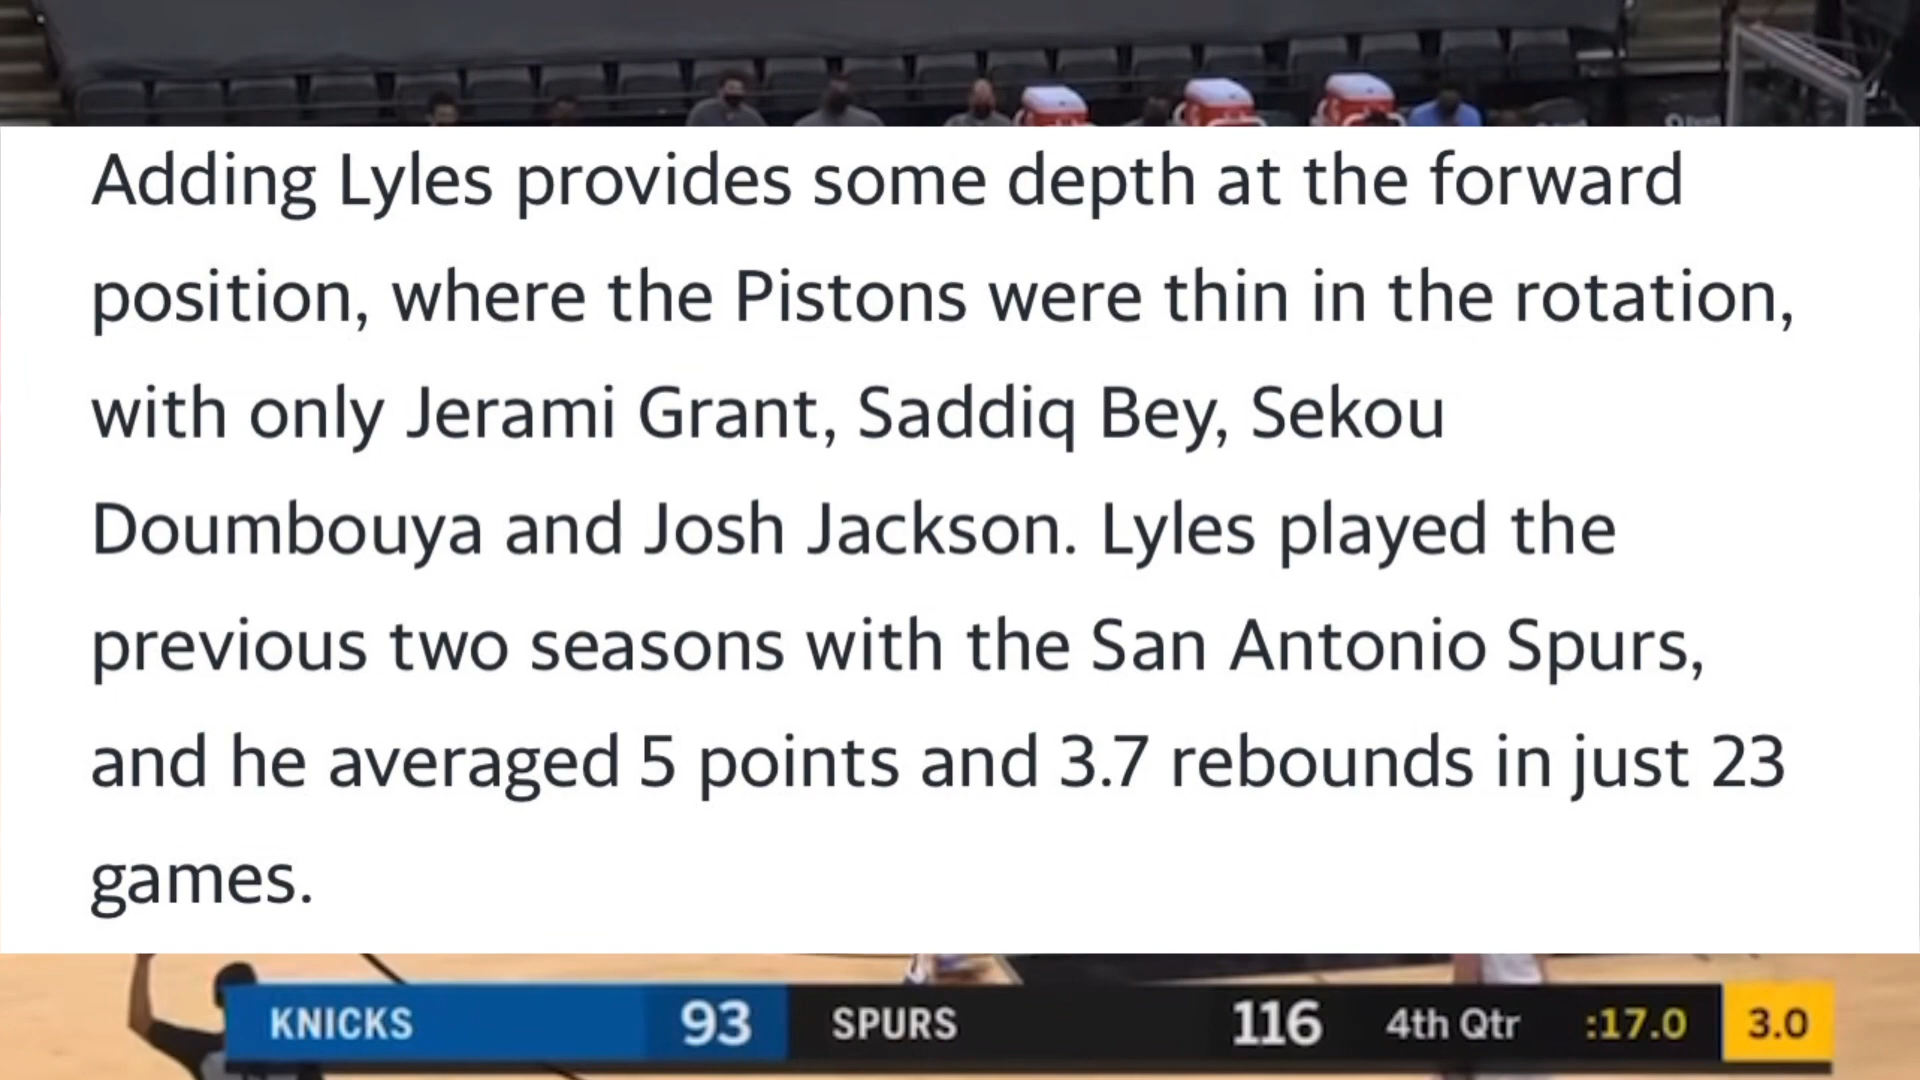 Adding Lyles provides some depth at the forward
position, where the Pistons were thin in the rotation,
with only Jerami Grant, Saddiq Bey, Sekou
Doumbouya and Josh Jackson. Lyles played the
previous two seasons with the San Antonio Spurs,
and he averaged 5 points and 3.7 rebounds in just 23
games.
KNICKS 93 SPURS 116 4th Qtr :17.0 3.0